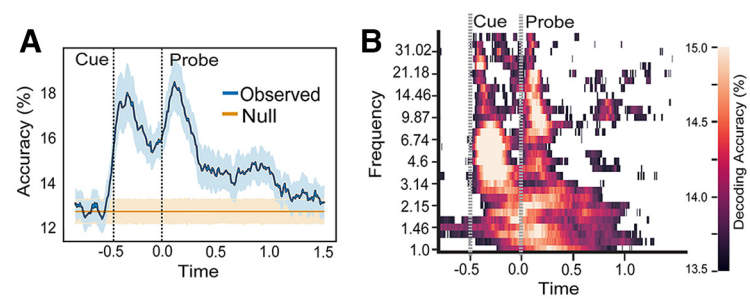 A
Cue
Probe
Observed
Null
Accuracy (%)
18
16
14
12
-0.5
0.0
0.5
1.0
1.5
Time
B
Cue
Probe
Frequency
31.02
21.18
14.46
9.87
6.74
4.6
3.14
2.15
1.46
1.0
-0.5
0.0
0.5
1.0
Time
15.0
14.5
14.0
13.5
Decoding Accuracy (%)